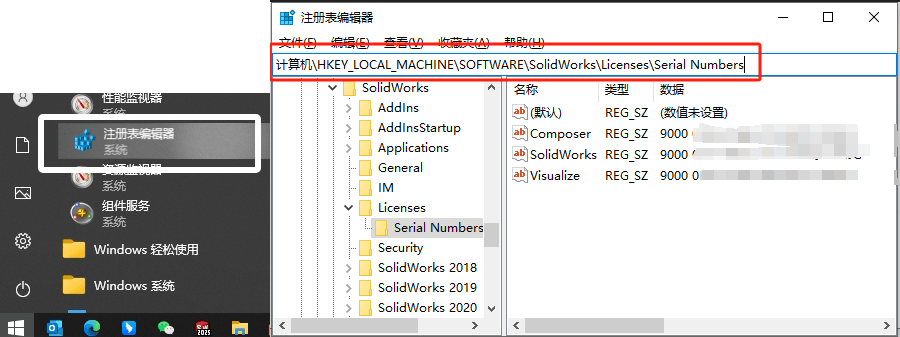 性能监视器
系统
注册表编辑器
系统
资源监视器
系统
组件服务
系统
Windows 轻松使用
Windows 系统
2025
注册表编辑器
文件(F) 编辑(E) 查看(V) 收藏夹(A) 帮助(H)
计算机\HKEY_LOCAL_MACHINE\SOFTWARE\SolidWorks\Licenses\Serial Numbers
SolidWorks
AddIns
AddInsStartup
Applications
General
IM
Licenses
Serial Numbers
Security
SolidWorks 2018
SolidWorks 2019
SolidWorks 2020
名称 类型 数据
(默认) REG_SZ (数值未设置)
Composer REG_SZ 9000 0
SolidWorks REG_SZ 9000
Visualize REG_SZ 9000 0